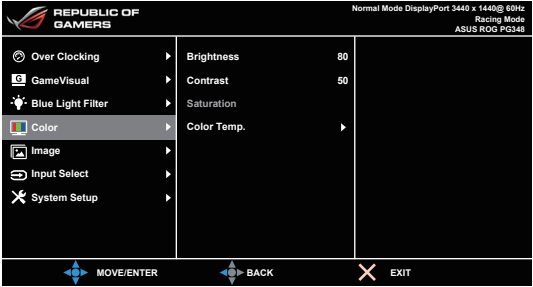 REPUBLIC OF
GAMERS
Normal Mode DisplayPort 3440 x 1440@ 60Hz
Racing Mode
ASUS ROG PG348
Over Clocking
G GameVisual
Blue Light Filter
Color
Image
Input Select
System Setup
Brightness 80
Contrast 50
Saturation
Color Temp.
MOVE/ENTER BACK EXIT